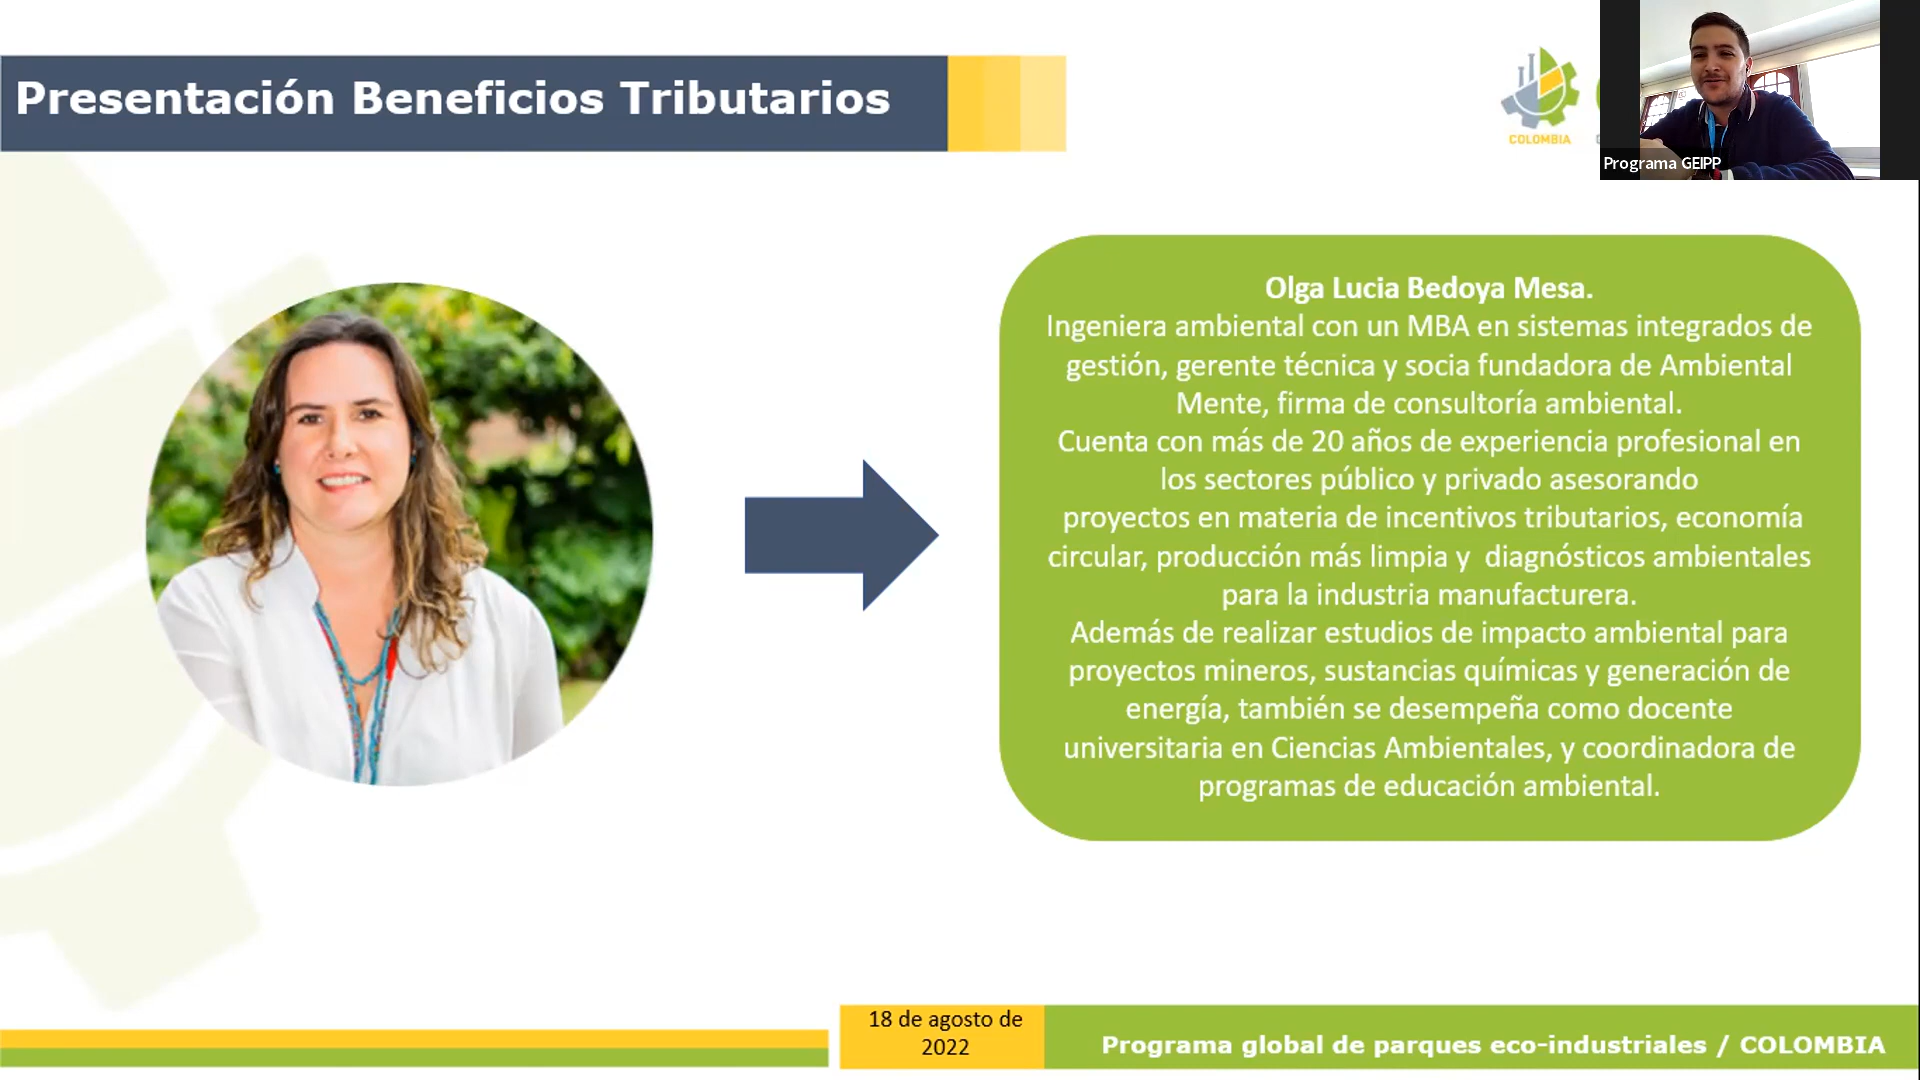 Presentación Beneficios Tributarios
COLOMBIA
Programa GEIPP
Olga Lucia Bedoya Mesa.
Ingeniera ambiental con un MBA en sistemas integrados de
gestión, gerente técnica y socia fundadora de Ambiental
Mente, firma de consultoría ambiental.
Cuenta con más de 20 años de experiencia profesional en
los sectores público y privado asesorando
proyectos en materia de incentivos tributarios, economía
circular, producción más limpia y  diagnósticos ambientales
para la industria manufacturera.
Además de realizar estudios de impacto ambiental para
proyectos mineros, sustancias químicas y generación de
energía, también se desempeña como docente
universitaria en Ciencias Ambientales, y coordinadora de
programas de educación ambiental.
18 de agosto de
2022
Programa global de parques eco-industriales / COLOMBIA